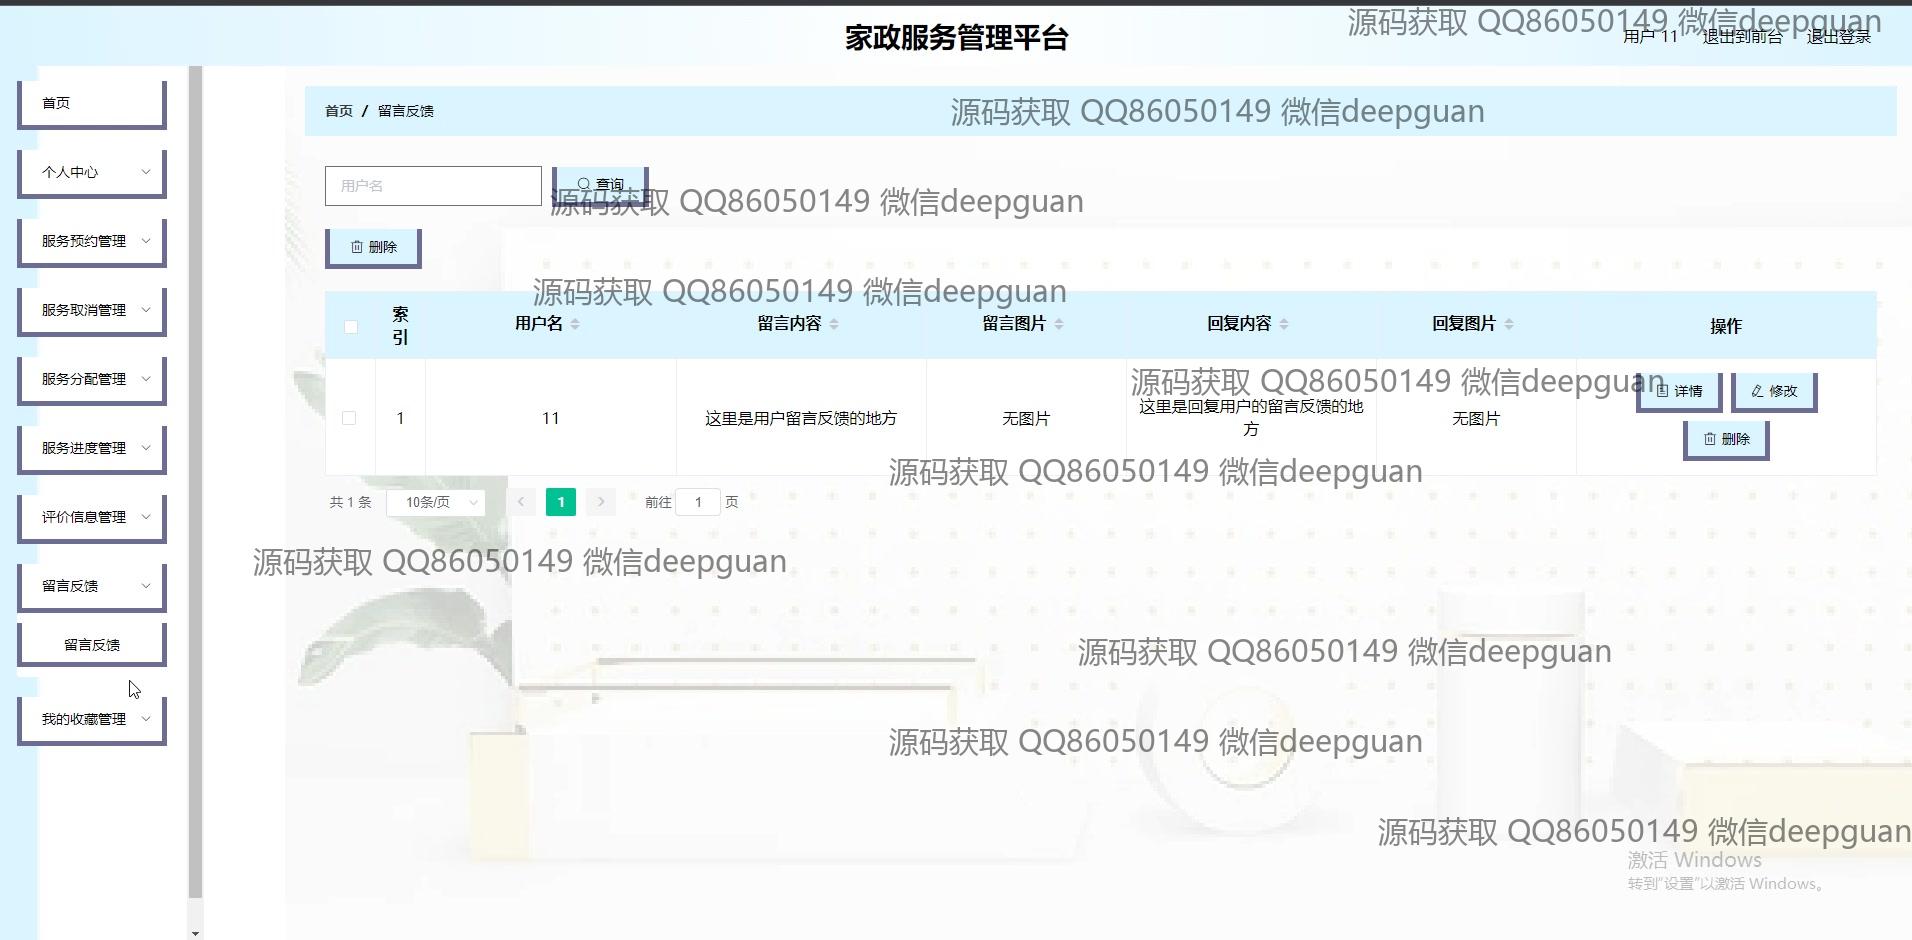 家政服务管理平台
源码获取 QQ86050149 微信deepguan
用户 11 退出到前台 退出登录
首页
个人中心
服务预约管理
服务取消管理
服务分配管理
服务进度管理
评价信息管理
留言反馈
留言反馈
我的收藏管理
首页 / 留言反馈
源码获取 QQ86050149 微信deepguan
用户名
查询
源码获取 QQ86050149 微信deepguan
删除
源码获取 QQ86050149 微信deepguan
索引 用户名 留言内容 留言图片 回复内容 回复图片 操作
源码获取 QQ86050149 微信deepguan
1 11 这里是用户留言反馈的地方 无图片 这里是回复用户的留言反馈的地方 无图片 详情 修改
删除
源码获取 QQ86050149 微信deepguan
共 1 条 10条/页 1 前往 1 页
源码获取 QQ86050149 微信deepguan
源码获取 QQ86050149 微信deepguan
源码获取 QQ86050149 微信deepguan
源码获取 QQ86050149 微信deepguan
激活 Windows
转到"设置"以激活 Windows。